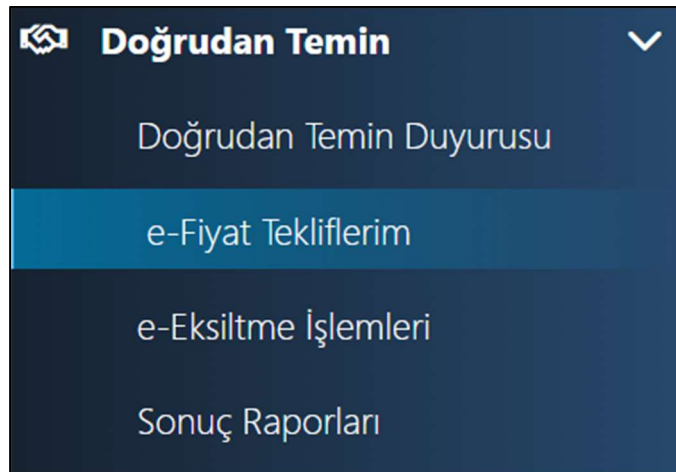 Doğrudan Temin
Doğrudan Temin Duyurusu
e-Fiyat Tekliflerim
e-Eksiltme İşlemleri
Sonuç Raporları